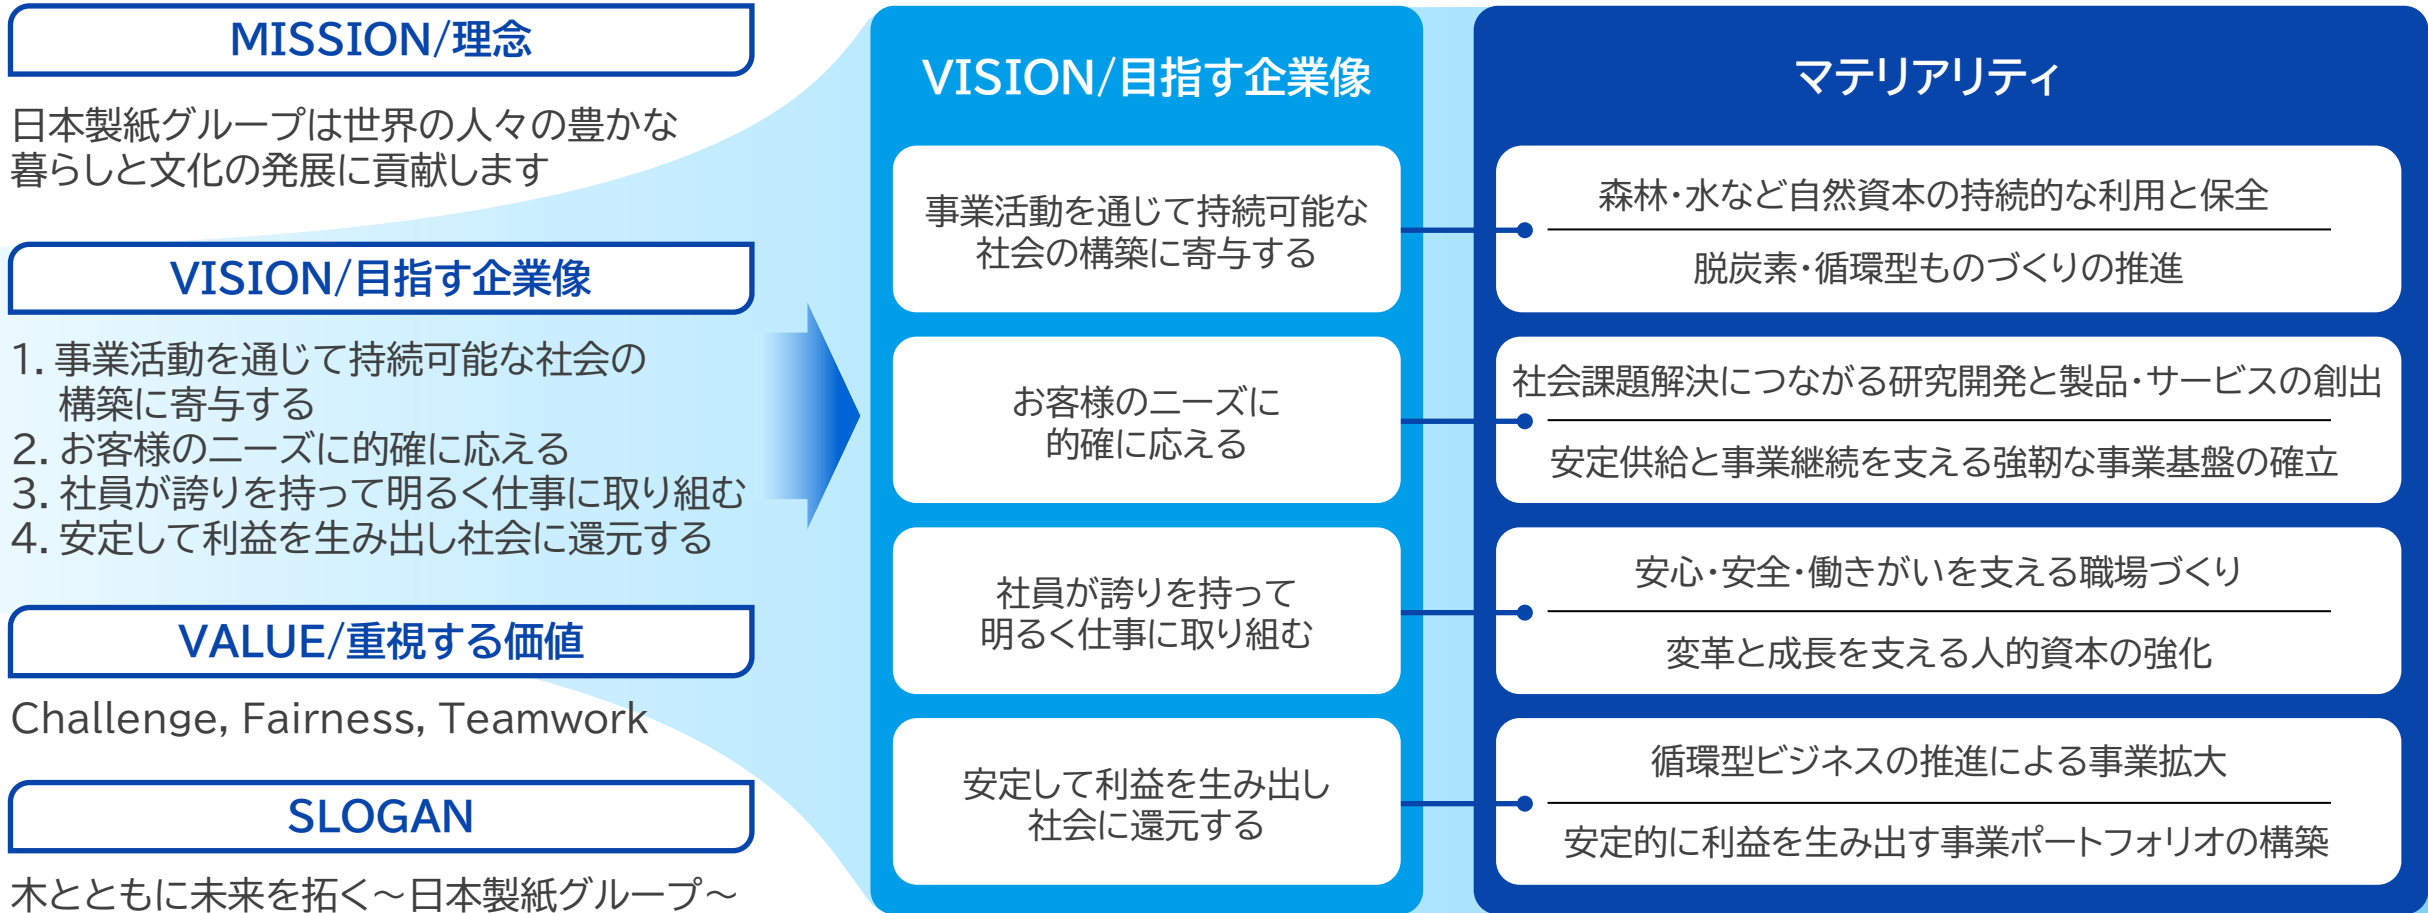 MISSION/理念
日本製紙グループは世界の人々の豊かな
暮らしと文化の発展に貢献します
VISION/目指す企業像
1. 事業活動を通じて持続可能な社会の
構築に寄与する
2. お客様のニーズに的確に応える
3. 社員が誇りを持って明るく仕事に取り組む
4. 安定して利益を生み出し社会に還元する
VALUE/重視する価値
Challenge, Fairness, Teamwork
SLOGAN
木とともに未来を拓く～日本製紙グループ～
VISION/目指す企業像
事業活動を通じて持続可能な
社会の構築に寄与する
お客様のニーズに
的確に応える
社員が誇りを持って
明るく仕事に取り組む
安定して利益を生み出し
社会に還元する
マテリアリティ
森林・水など自然資本の持続的な利用と保全
脱炭素・循環型ものづくりの推進
社会課題解決につながる研究開発と製品・サービスの創出
安定供給と事業継続を支える強靭な事業基盤の確立
安心・安全・働きがいを支える職場づくり
変革と成長を支える人的資本の強化
循環型ビジネスの推進による事業拡大
安定的に利益を生み出す事業ポートフォリオの構築